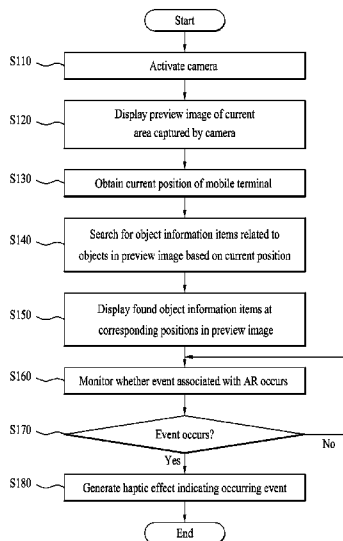 Start
S110
Activate camera
S120
Display preview image of current
area captured by camera
S130
Obtain current position of mobile terminal
S140
Search for object information items related to
objects in preview image based on current position
S150
Display found object information items at
corresponding positions in preview image
S160
Monitor whether event associated with AR occurs
S170
Event occurs?
No
Yes
S180
Generate haptic effect indicating occurring event
End